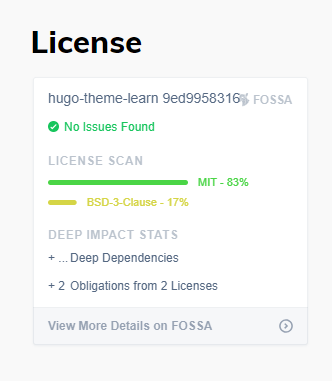 License
hugo-theme-learn 9ed9958316 FOSSA
No Issues Found
LICENSE SCAN
MIT - 83%
BSD-3-Clause - 17%
DEEP IMPACT STATS
+ ... Deep Dependencies
+ 2 Obligations from 2 Licenses
View More Details on FOSSA